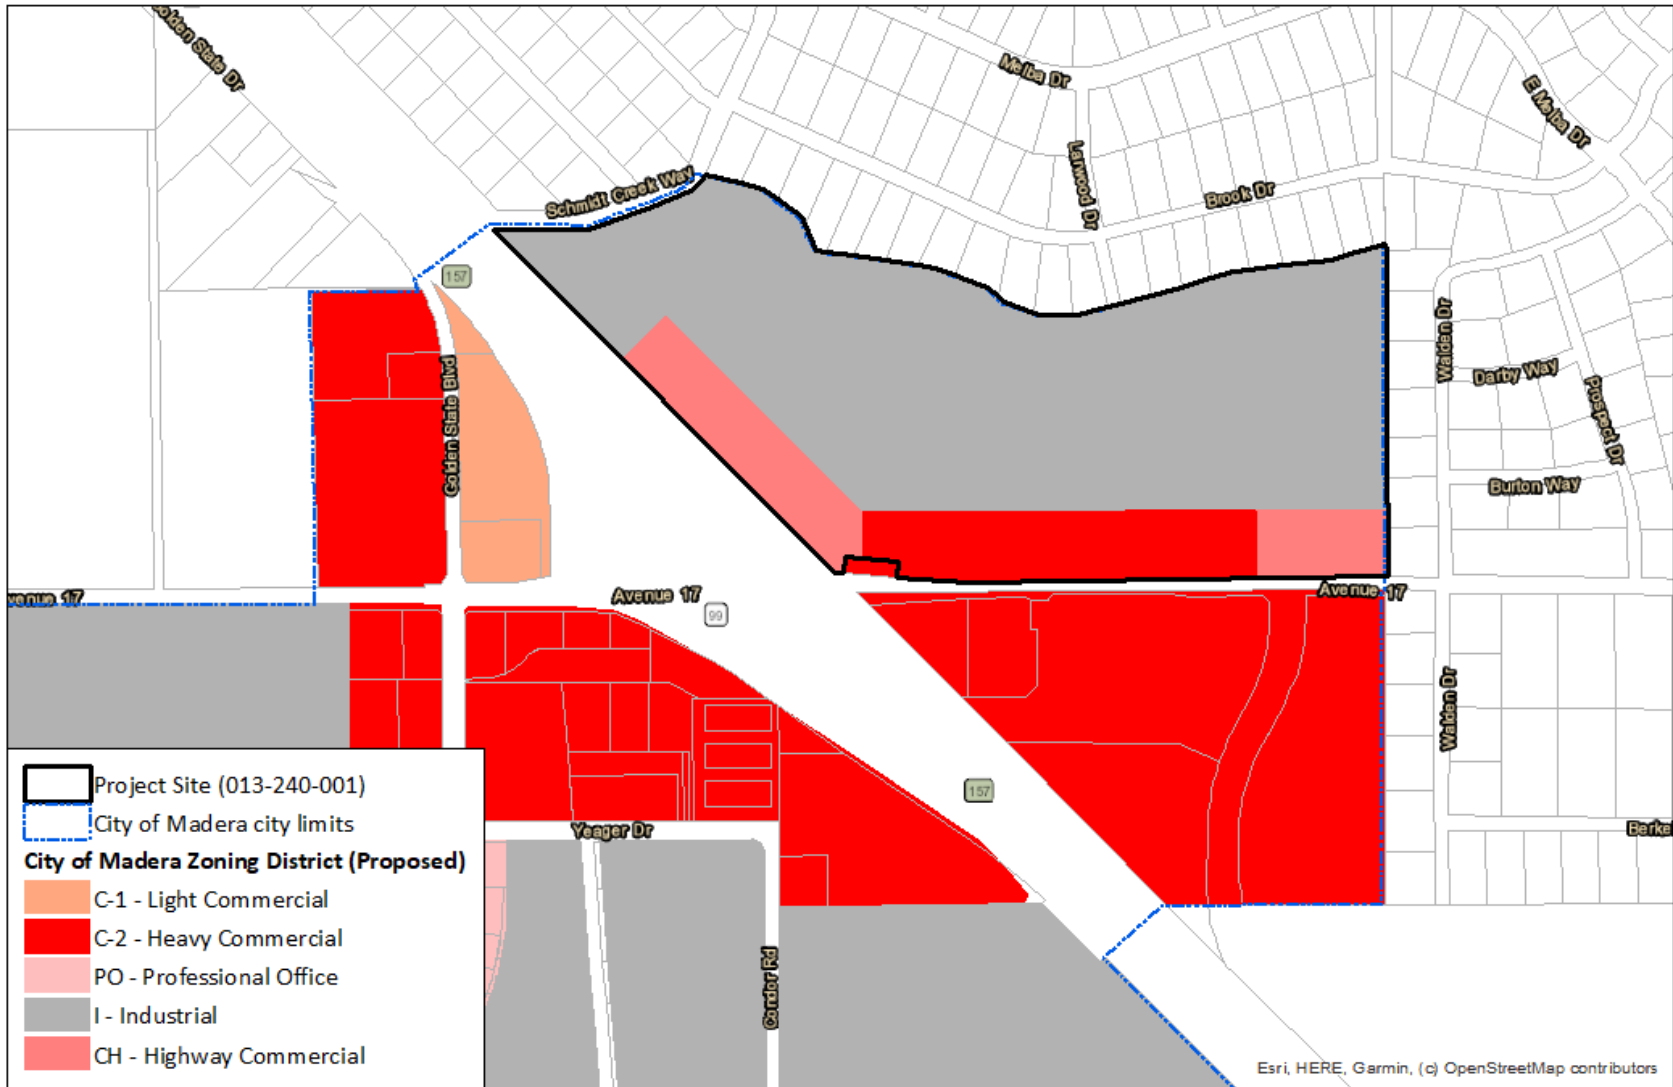 olden State Dr
Melba Dr
E Melba Dr
Larwood Dr
Schmidt Creek Way
Brook Dr
157
Walden Dr
Golden State Blvd
Darby Way
Prospect Dr
Burton Way
venue 17
Avenue 17
99
Avenue 17
Walden Dr
157
Yeager Dr
Berke
Condor Rd
Project Site (013-240-001)
City of Madera city limits
City of Madera Zoning District (Proposed)
C-1 - Light Commercial
C-2 - Heavy Commercial
PO - Professional Office
I - Industrial
CH - Highway Commercial
Esri, HERE, Garmin, (c) OpenStreetMap contributors